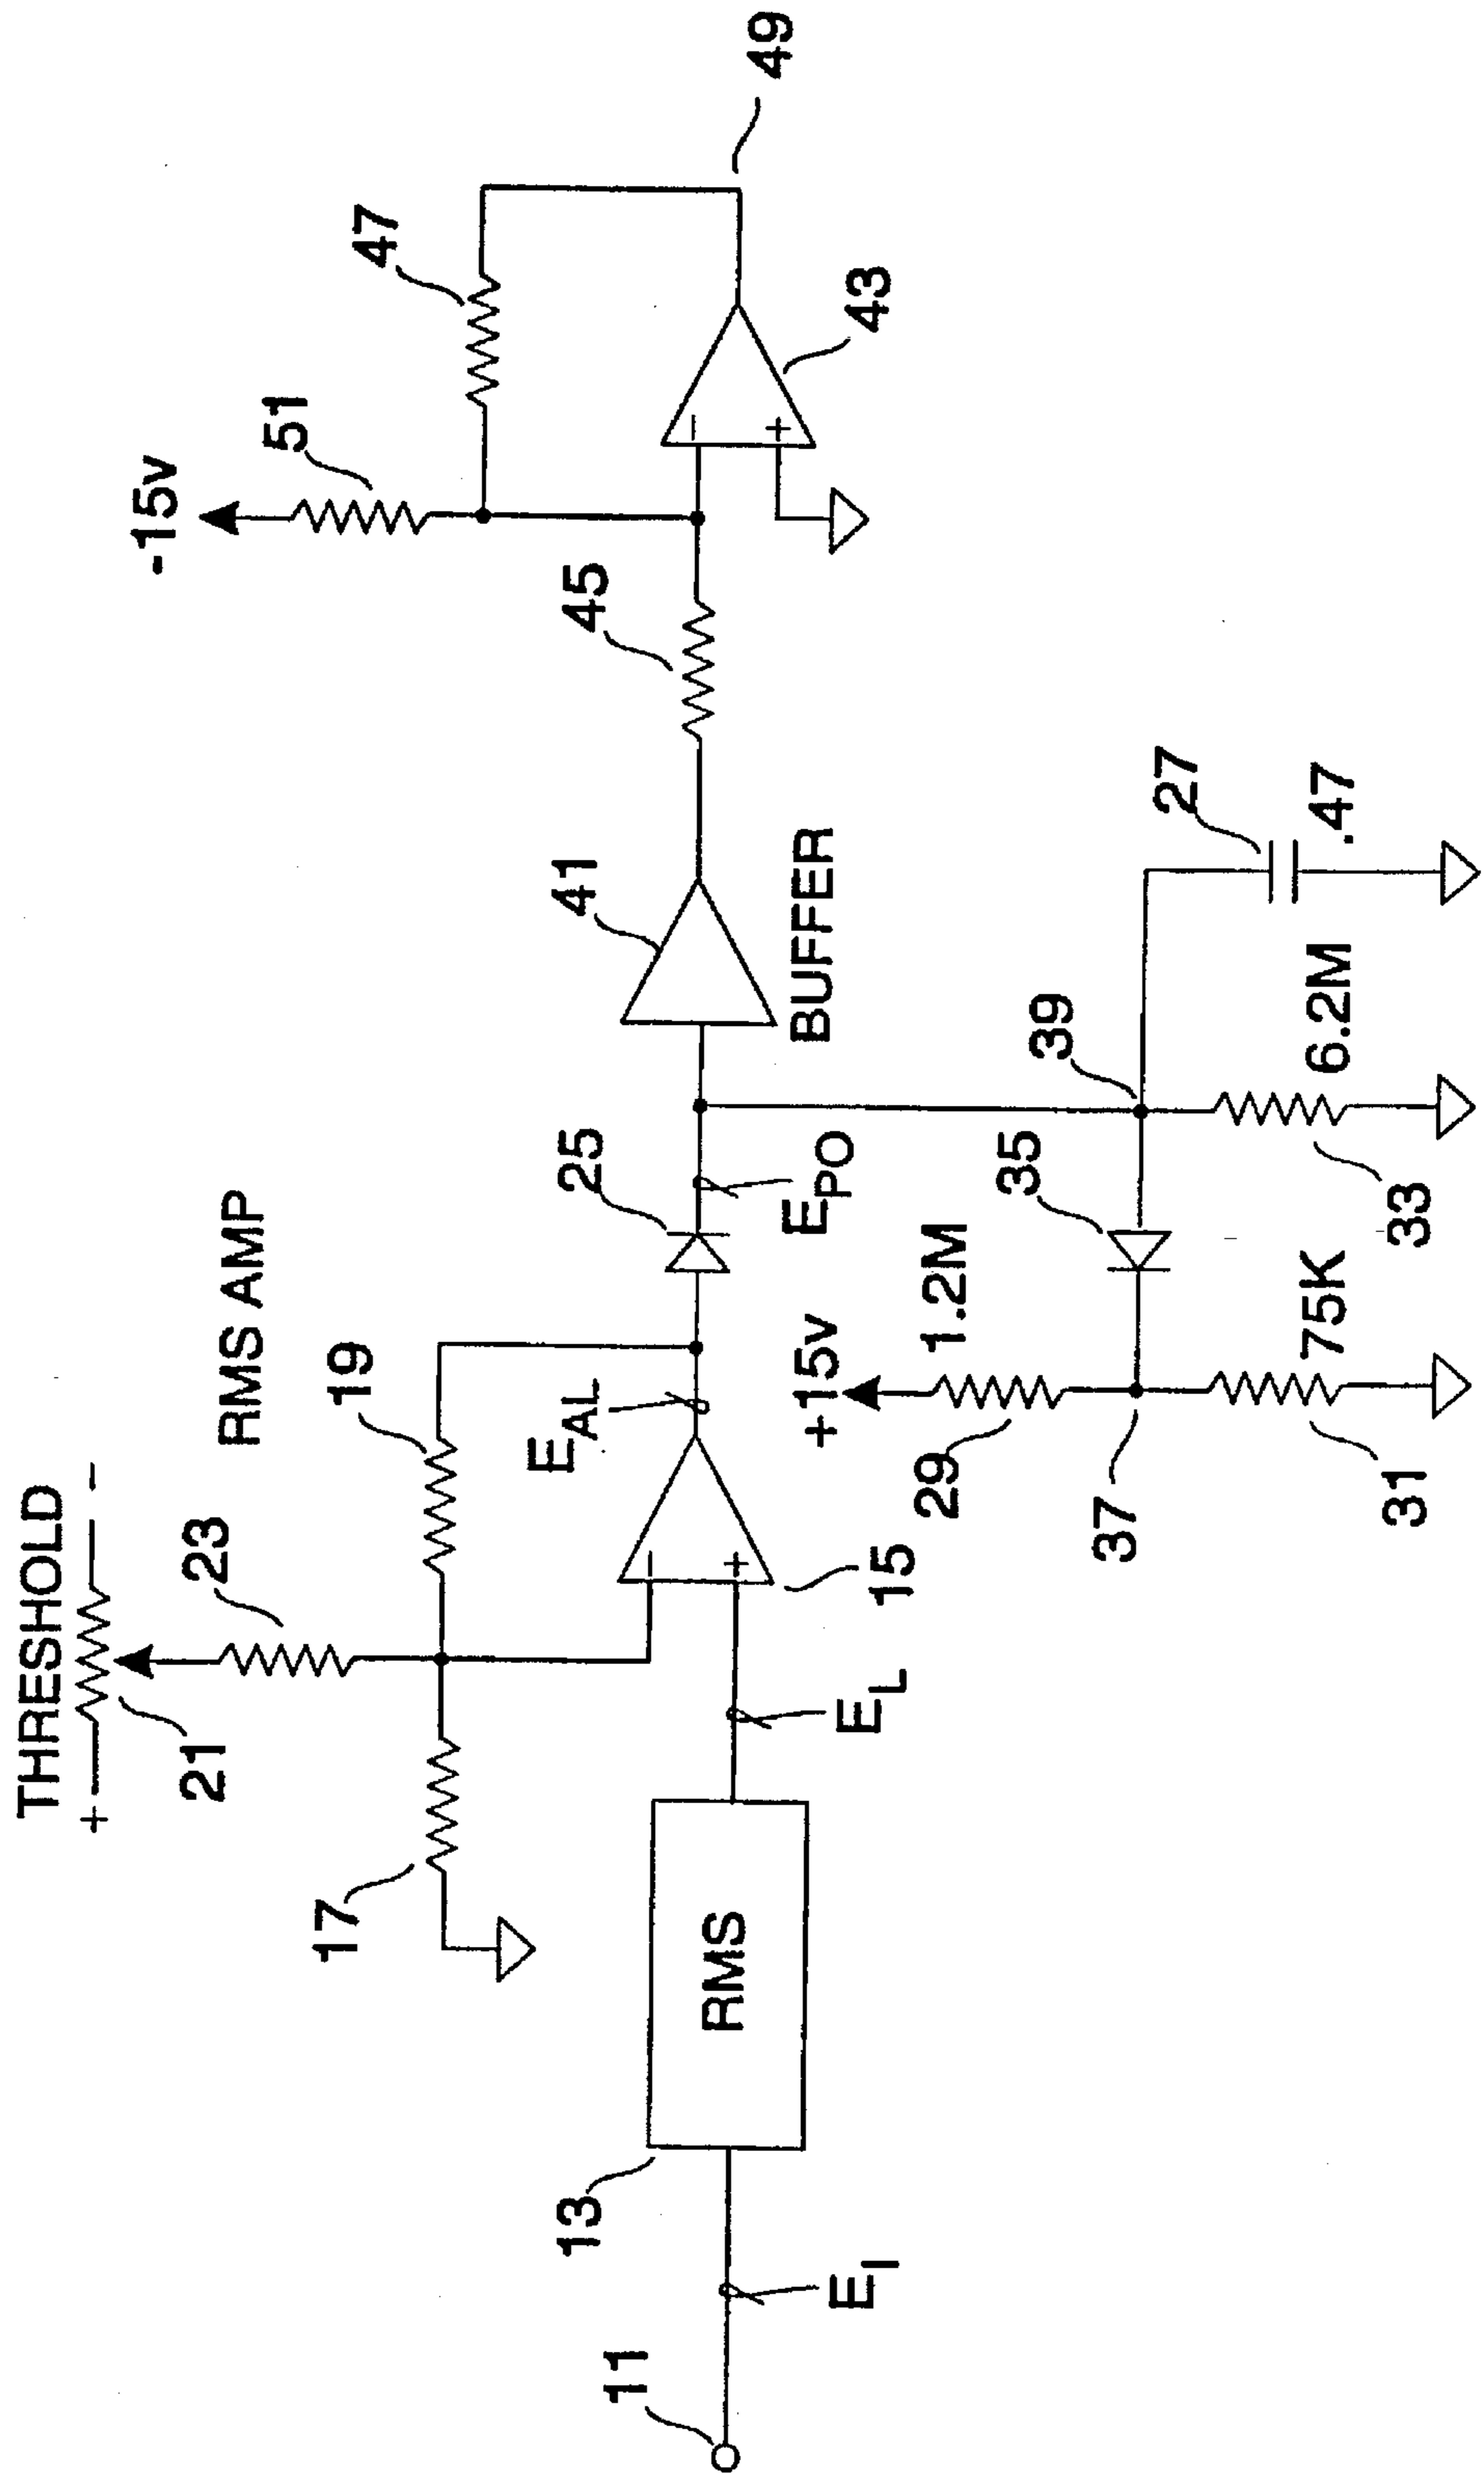 THRESHOLD
+
-
21
23
RMS AMP
17
19
-15v
51
47
49
11
E_I
13
RMS
E_L
15
-
+
E_AL
25
E_PO
41
BUFFER
45
-
+
43
+15v
29
1.2M
37
35
39
31
75K
33
6.2M
27
.47